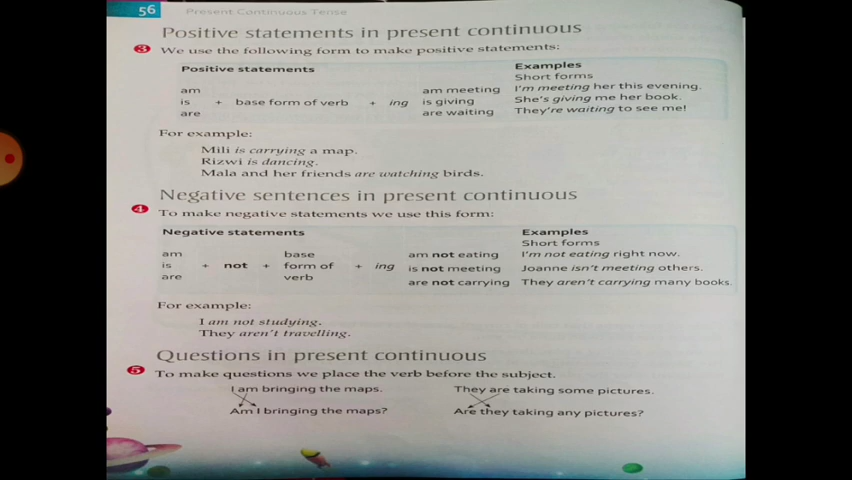 56 Present Continuous Tense
Positive statements in present continuous
3 We use the following form to make positive statements:
Positive statements Examples
Short forms
am am meeting I'm meeting her this evening.
is + base form of verb + ing is giving She's giving me her book.
are are waiting They're waiting to see me!
For example:
Mili is carrying a map.
Rizwi is dancing.
Mala and her friends are watching birds.
Negative sentences in present continuous
4 To make negative statements we use this form:
Negative statements Examples
Short forms
am base am not eating I'm not eating right now.
is + not + form of + ing is not meeting Joanne isn't meeting others.
are verb are not carrying They aren't carrying many books.
For example:
I am not studying.
They aren't travelling.
Questions in present continuous
5 To make questions we place the verb before the subject.
I am bringing the maps. They are taking some pictures.
Am I bringing the maps? Are they taking any pictures?